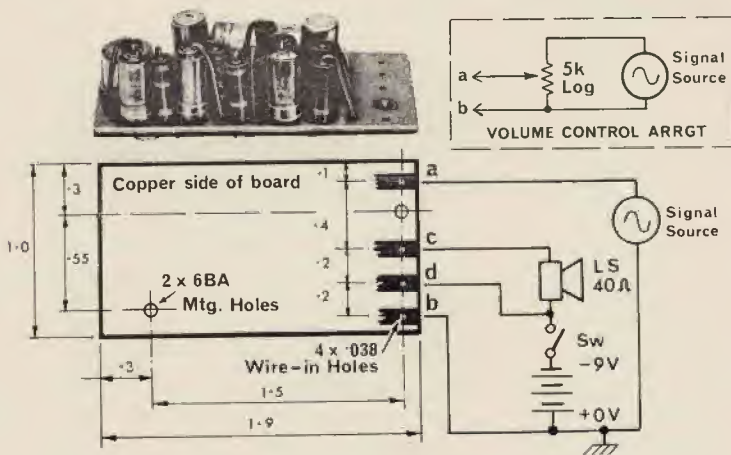 Signal
Source
5k
Log
a
b
VOLUME CONTROL ARRGT
Copper side of board
·1
a
·3
·4
Signal
Source
1·0
·55
c
·2
LS
40Ω
d
2 x 6BA
Mtg. Holes
·2
b
Sw
-9V
4 x ·038
Wire-in Holes
·3
1·5
+0V
1·9